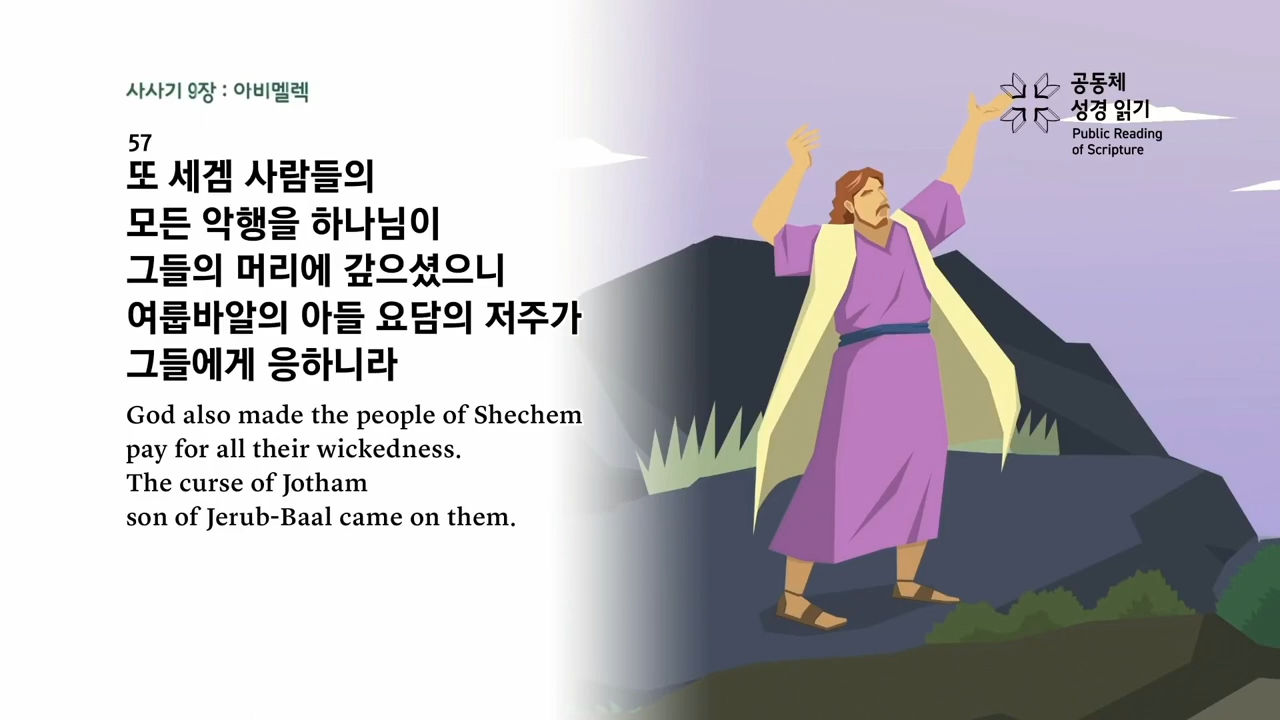 사사기 9장 : 아비멜렉
57
또 세겜 사람들의
모든 악행을 하나님이
그들의 머리에 갚으셨으니
여룹바알의 아들 요담의 저주가
그들에게 응하니라
God also made the people of Shechem
pay for all their wickedness.
The curse of Jotham
son of Jerub-Baal came on them.
공동체
성경 읽기
Public Reading
of Scripture